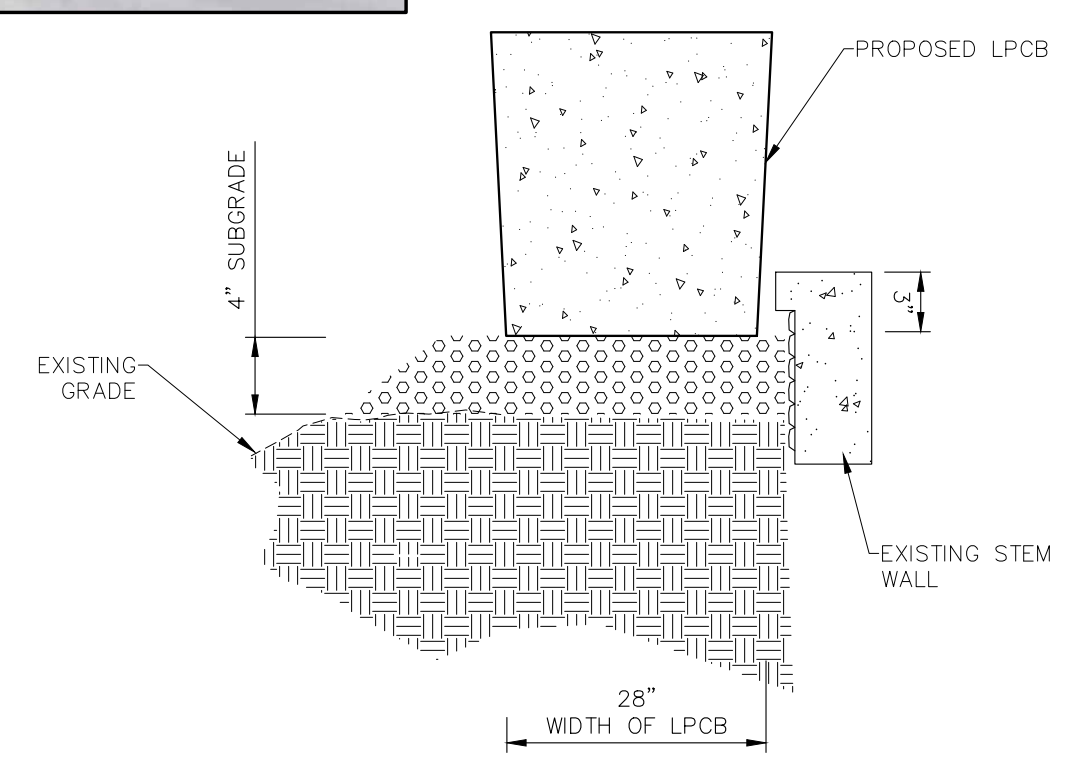 PROPOSED LPCB
4” SUBGRADE
3”
EXISTING
GRADE
EXISTING STEM
WALL
28”
WIDTH OF LPCB